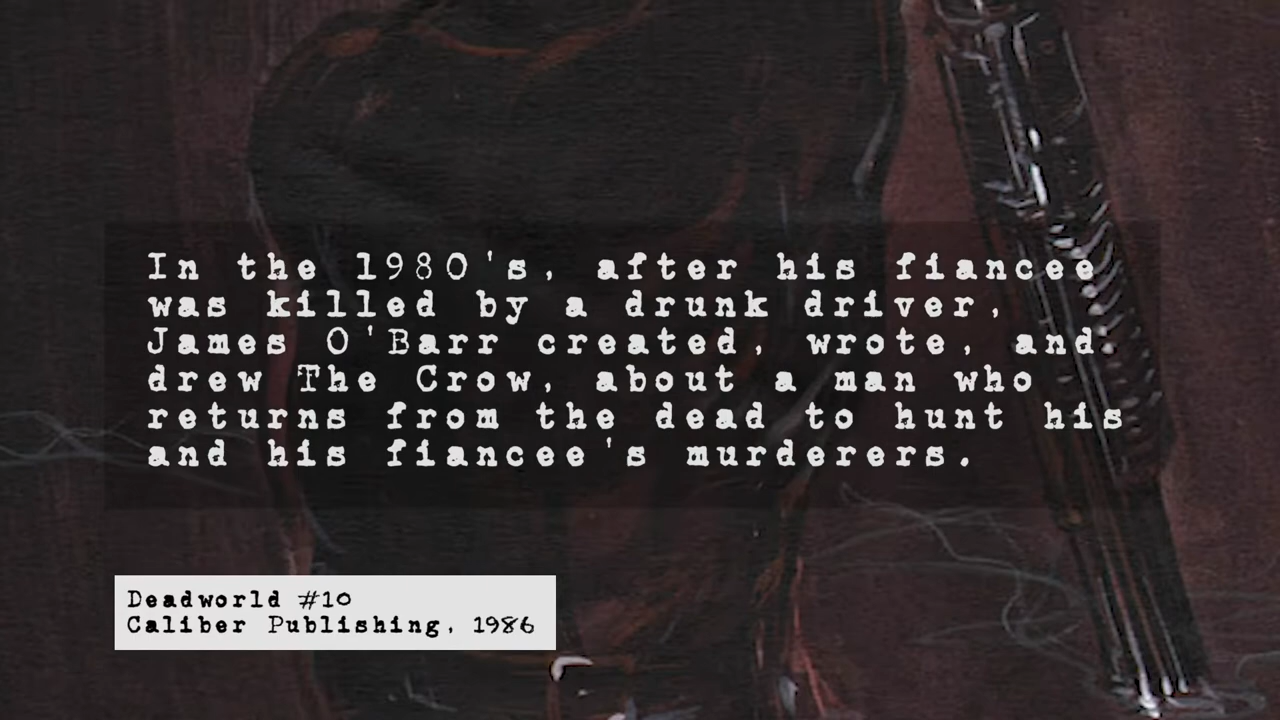 In the 1980's, after his fiancee
was killed by a drunk driver,
James O'Barr created, wrote, and
drew The Crow, about a man who
returns from the dead to hunt his
and his fiancee's murderers.
Deadworld #10
Caliber Publishing, 1986